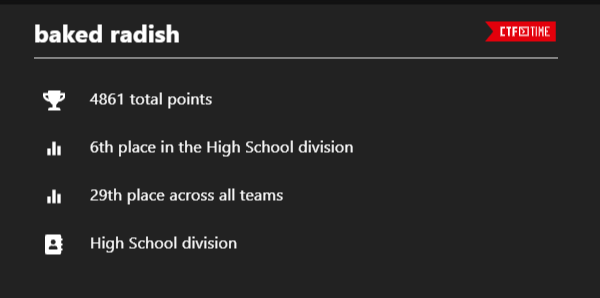 baked radish
CTF TIME
4861 total points
6th place in the High School division
29th place across all teams
High School division